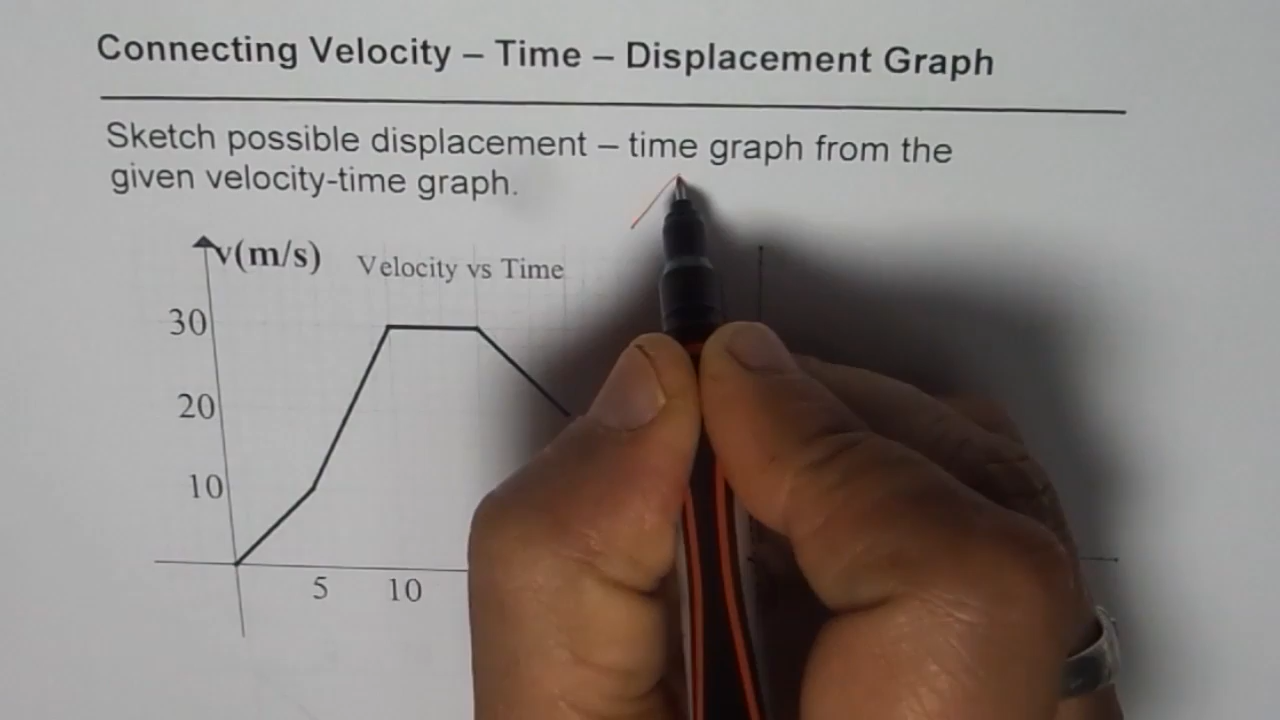 Connecting Velocity – Time – Displacement Graph
Sketch possible displacement – time graph from the
given velocity-time graph.
v(m/s)
Velocity vs Time
30
20
10
5 10